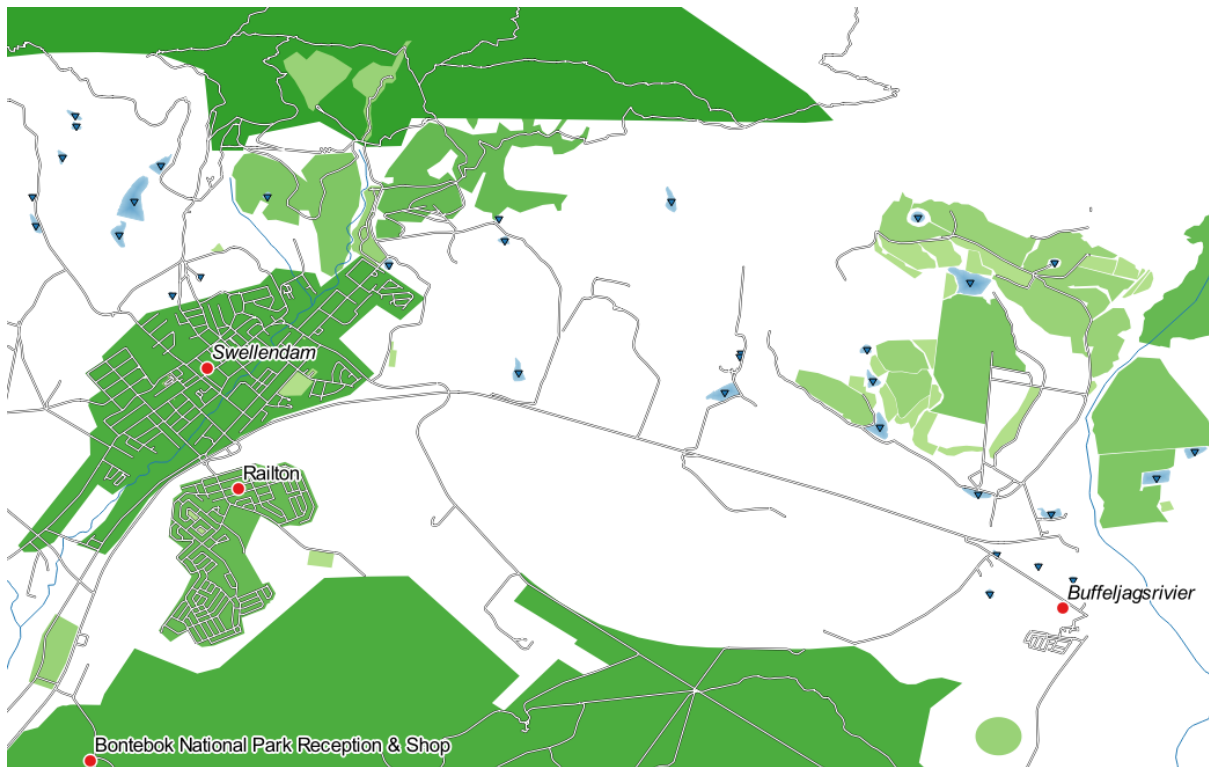 Swellendam
Railton
Buffeljagsrivier
Bontebok National Park Reception & Shop